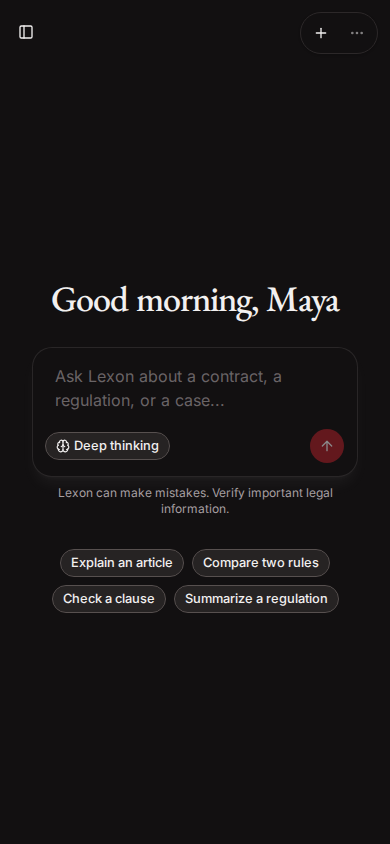 Good morning, Maya
Ask Lexon about a contract, a
regulation, or a case...
Deep thinking
Lexon can make mistakes. Verify important legal
information.
Explain an article
Compare two rules
Check a clause
Summarize a regulation